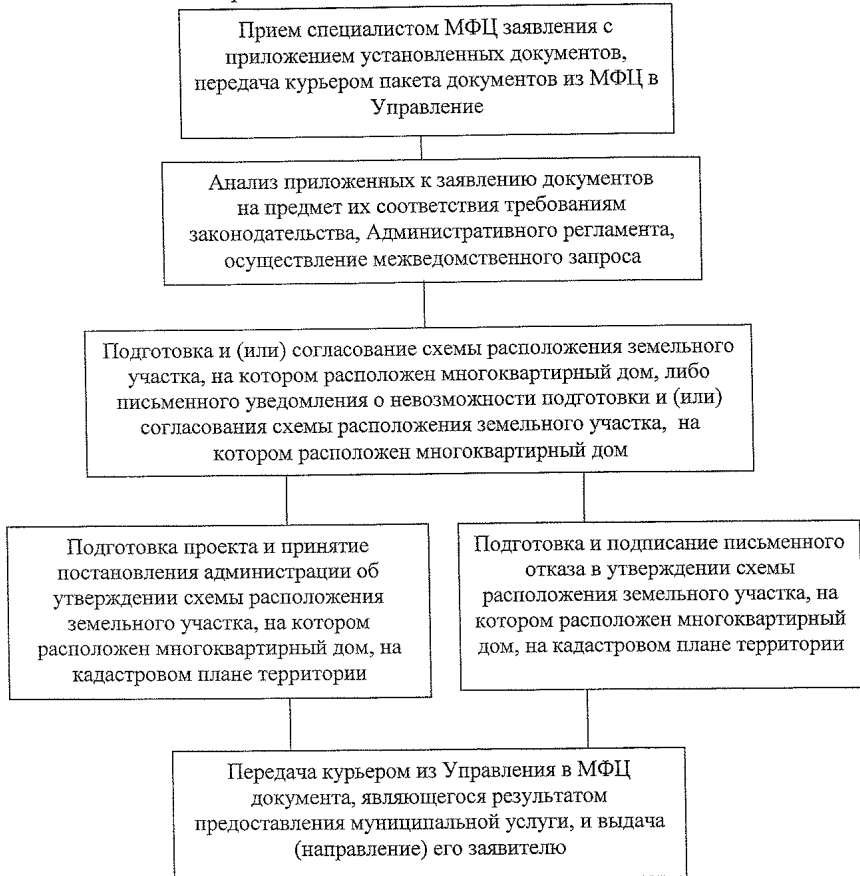 Прием специалистом МФЦ заявления с
приложением установленных документов,
передача курьером пакета документов из МФЦ в
Управление
Анализ приложенных к заявлению документов
на предмет их соответствия требованиям
законодательства, Административного регламента,
осуществление межведомственного запроса
Подготовка и (или) согласование схемы расположения земельного
участка, на котором расположен многоквартирный дом, либо
письменного уведомления о невозможности подготовки и (или)
согласования схемы расположения земельного участка, на
котором расположен многоквартирный дом
Подготовка проекта и принятие
постановления администрации об
утверждении схемы расположения
земельного участка, на котором
расположен многоквартирный дом, на
кадастровом плане территории
Подготовка и подписание письменного
отказа в утверждении схемы
расположения земельного участка, на
котором расположен многоквартирный
дом, на кадастровом плане территории
Передача курьером из Управления в МФЦ
документа, являющегося результатом
предоставления муниципальной услуги, и выдача
(направление) его заявителю